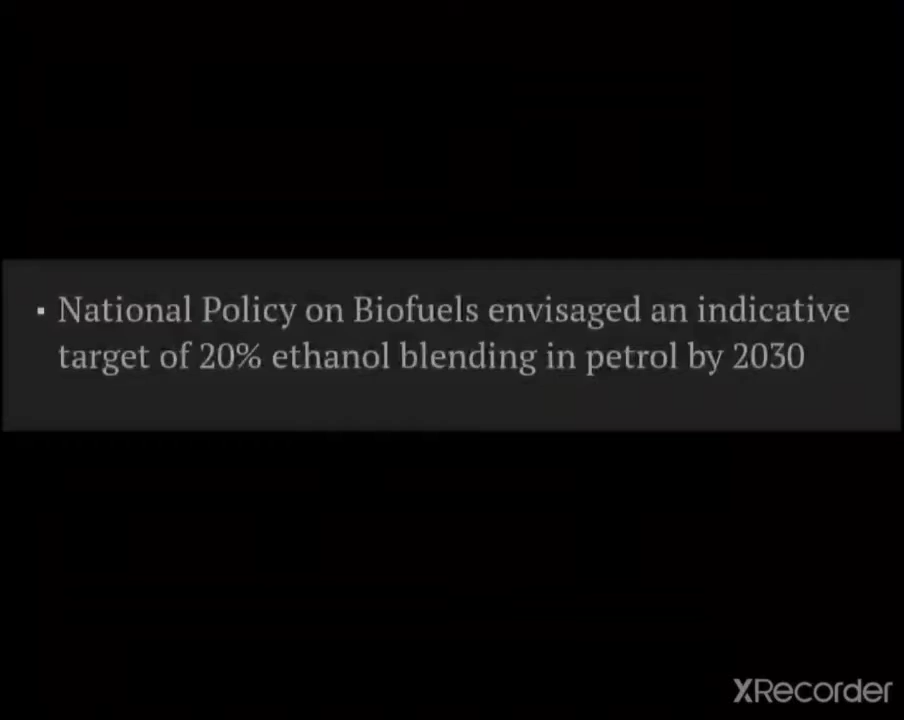 ▪ National Policy on Biofuels envisaged an indicative
target of 20% ethanol blending in petrol by 2030
XRecorder